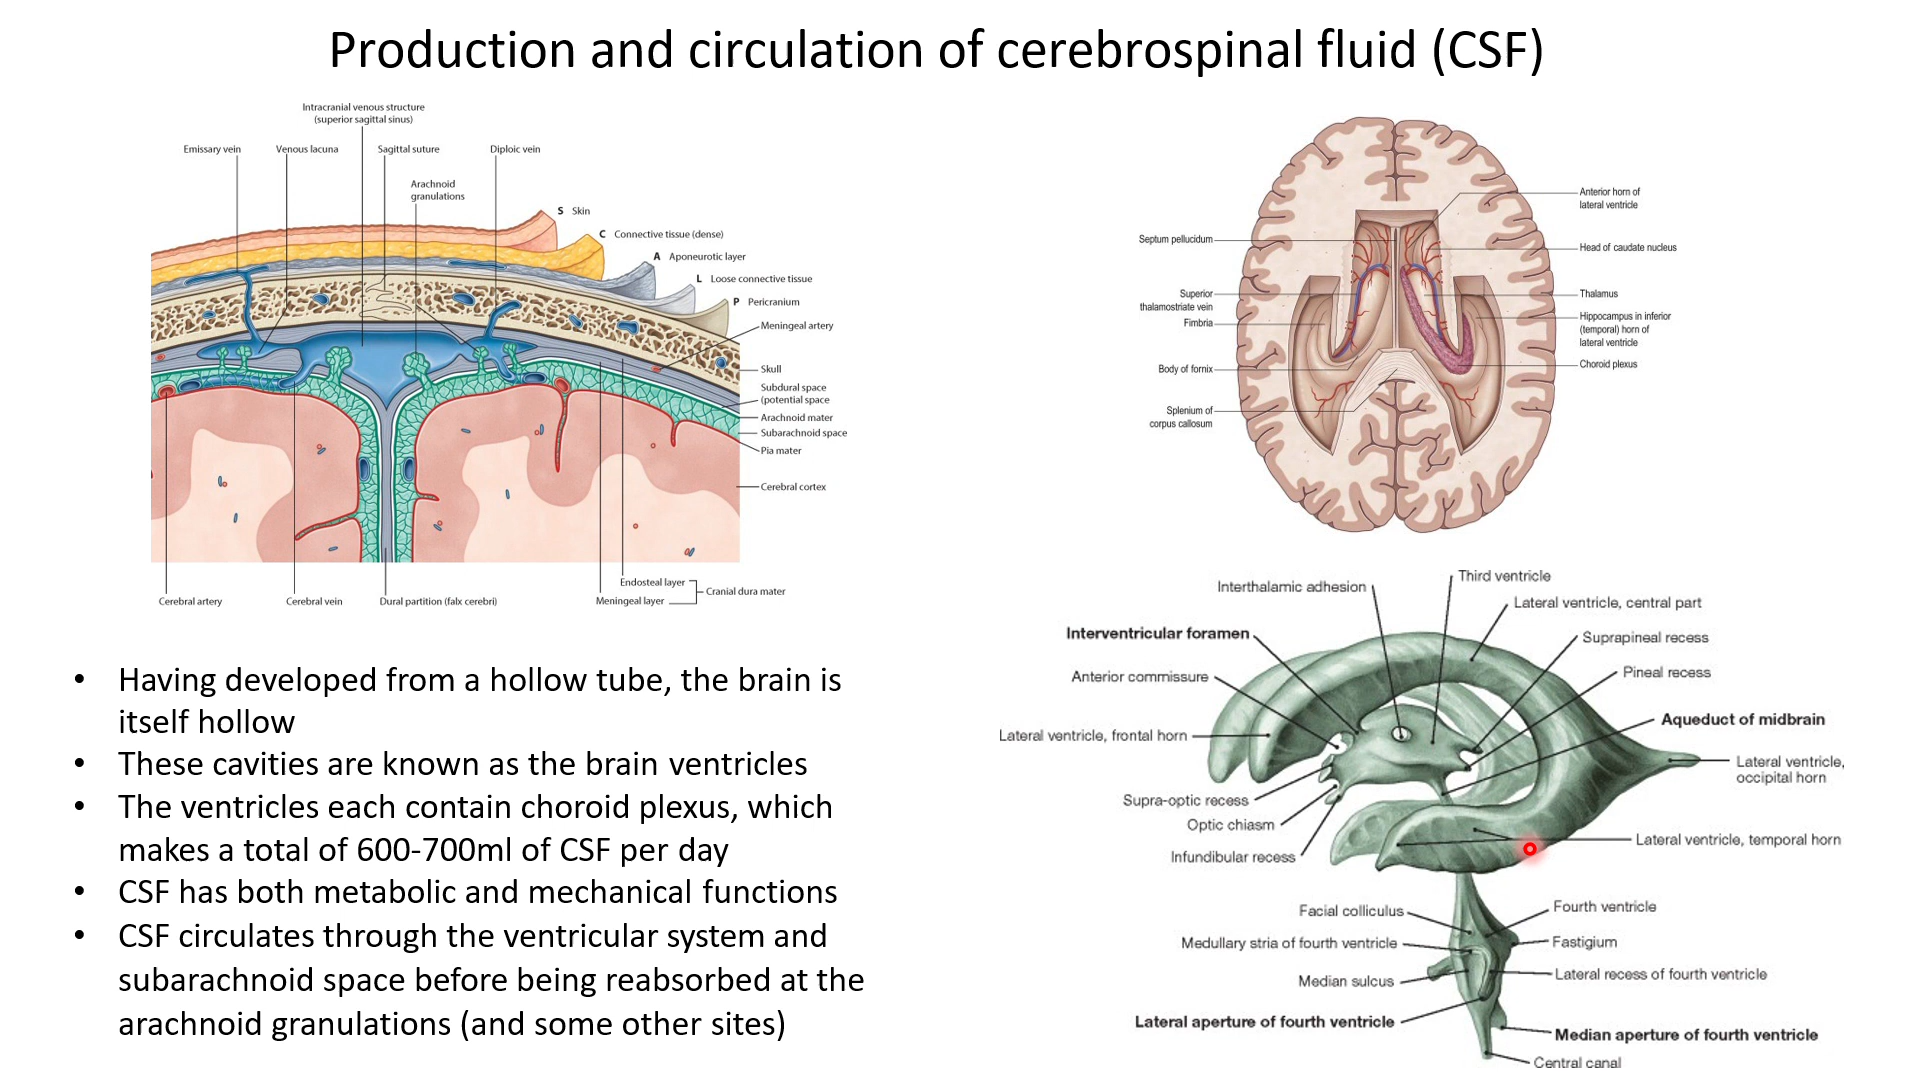 Production and circulation of cerebrospinal fluid (CSF)
Intracranial venous structure
(superior sagittal sinus)
Emissary vein
Venous lacuna
Sagittal suture
Diploic vein
Arachnoid
granulations
S Skin
C Connective tissue (dense)
A Aponeurotic layer
L Loose connective tissue
P Pericranium
Meningeal artery
Skull
Subdural space
(potential space
Arachnoid mater
Subarachnoid space
Pia mater
Cerebral cortex
Endosteal layer
Meningeal layer
Cranial dura mater
Cerebral artery
Cerebral vein
Dural partition (falx cerebri)
Septum pellucidum
Superior
thalamostriate vein
Fimbria
Body of fornix
Splenium of
corpus callosum
Anterior horn of
lateral ventricle
Head of caudate nucleus
Thalamus
Hippocampus in inferior
(temporal) horn of
lateral ventricle
Choroid plexus
• Having developed from a hollow tube, the brain is
itself hollow
• These cavities are known as the brain ventricles
• The ventricles each contain choroid plexus, which
makes a total of 600-700ml of CSF per day
• CSF has both metabolic and mechanical functions
• CSF circulates through the ventricular system and
subarachnoid space before being reabsorbed at the
arachnoid granulations (and some other sites)
Interthalamic adhesion
Third ventricle
Lateral ventricle, central part
Interventricular foramen
Suprapineal recess
Anterior commissure
Pineal recess
Aqueduct of midbrain
Lateral ventricle, frontal horn
Lateral ventricle,
occipital horn
Supra-optic recess
Optic chiasm
Lateral ventricle, temporal horn
Infundibular recess
Facial colliculus
Fourth ventricle
Medullary stria of fourth ventricle
Fastigium
Median sulcus
Lateral recess of fourth ventricle
Lateral aperture of fourth ventricle
Median aperture of fourth ventricle
Central canal